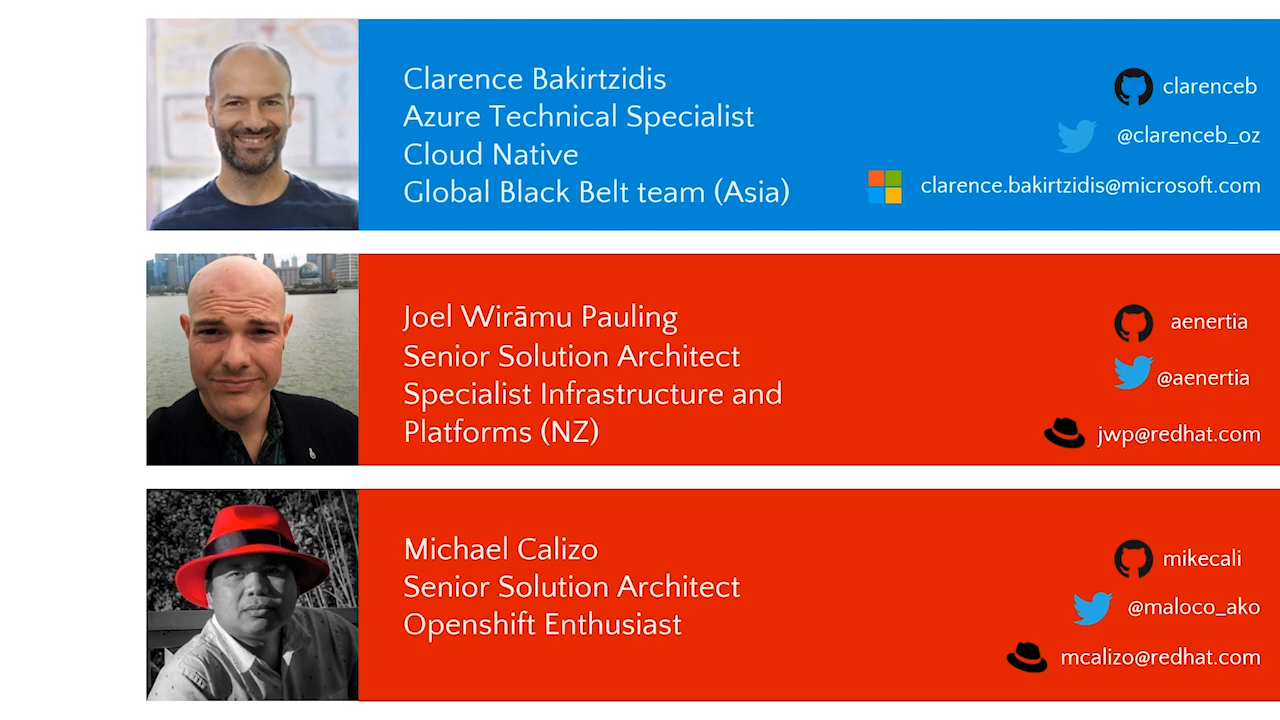 Clarence Bakirtzidis
Azure Technical Specialist
Cloud Native
Global Black Belt team (Asia)
clarenceb
@clarenceb_oz
clarence.bakirtzidis@microsoft.com
Joel Wirāmu Pauling
Senior Solution Architect
Specialist Infrastructure and
Platforms (NZ)
aenertia
@aenertia
jwp@redhat.com
Michael Calizo
Senior Solution Architect
Openshift Enthusiast
mikecali
@maloco_ako
mcalizo@redhat.com